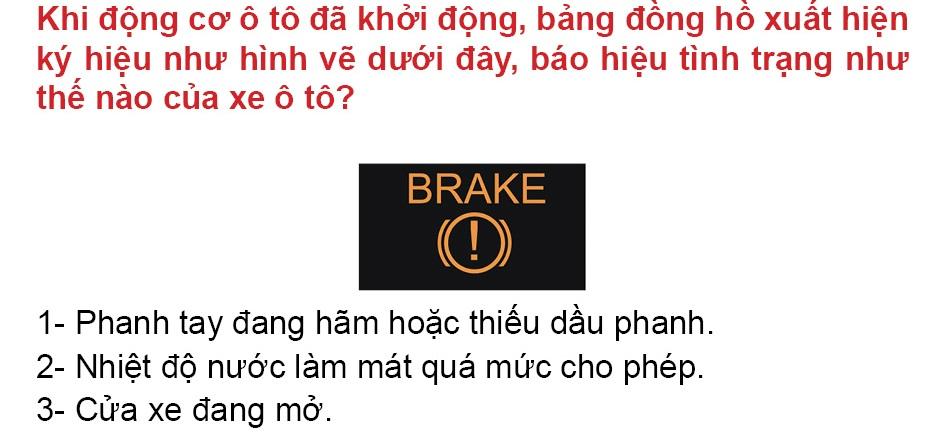 Khi động cơ ô tô đã khởi động, bảng đồng hồ xuất hiện
ký hiệu như hình vẽ dưới đây, báo hiệu tình trạng như
thế nào của xe ô tô?
BRAKE
(!)
1- Phanh tay đang hãm hoặc thiếu dầu phanh.
2- Nhiệt độ nước làm mát quá mức cho phép.
3- Cửa xe đang mở.